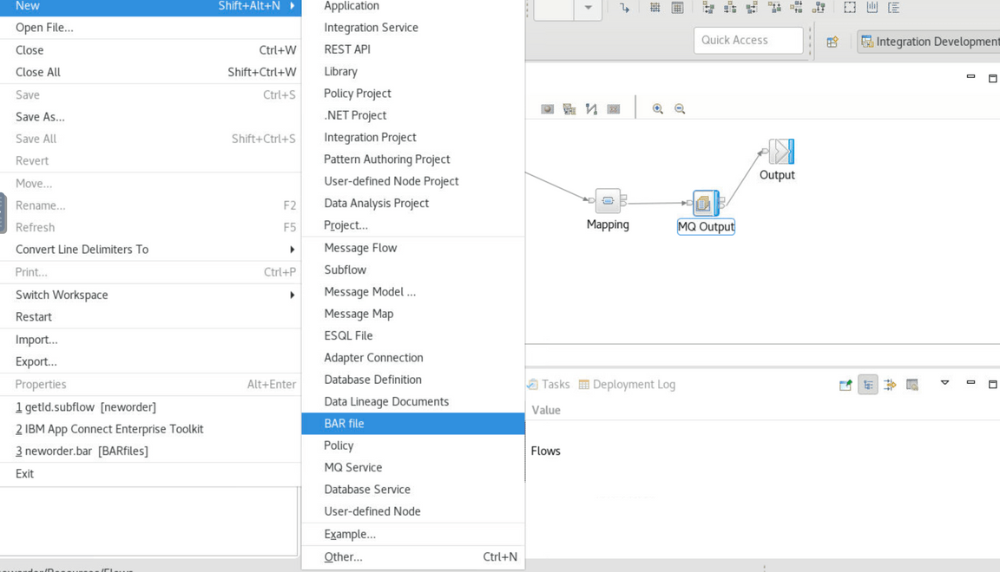 New Shift+Alt+N
Open File...
Close Ctrl+W
Close All Shift+Ctrl+W
Save Ctrl+S
Save As...
Save All Shift+Ctrl+S
Revert
Move...
Rename... F2
Refresh F5
Convert Line Delimiters To
Print... Ctrl+P
Switch Workspace
Restart
Import...
Export...
Properties Alt+Enter
1 getId.subflow [neworder]
2 IBM App Connect Enterprise Toolkit
3 neworder.bar [BARfiles]
Exit
Application
Integration Service
REST API
Library
Policy Project
.NET Project
Integration Project
Pattern Authoring Project
User-defined Node Project
Data Analysis Project
Project...
Message Flow
Subflow
Message Model ...
Message Map
ESQL File
Adapter Connection
Database Definition
Data Lineage Documents
BAR file
Policy
MQ Service
Database Service
User-defined Node
Example...
Other... Ctrl+N
Quick Access
Integration Development
Output
Mapping
MQ Output
Tasks Deployment Log
Value
Flows